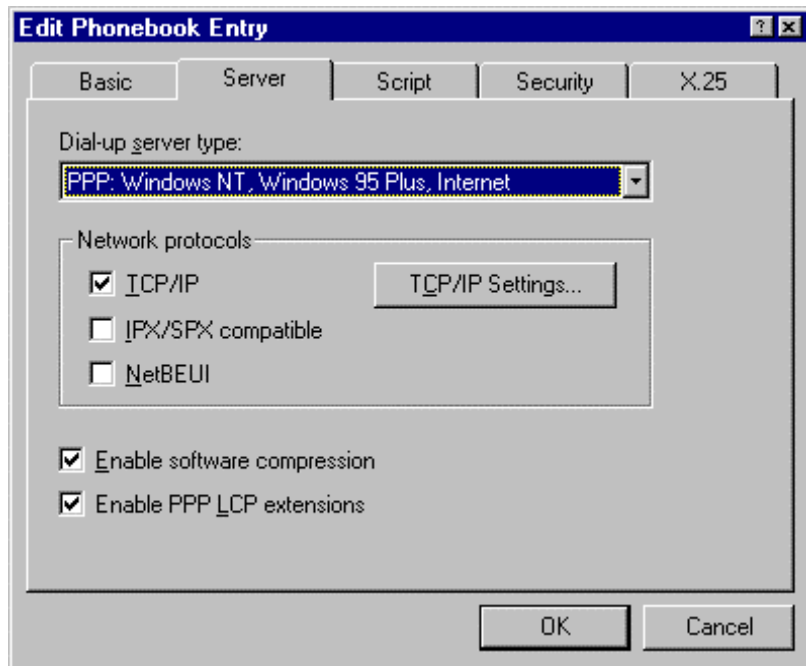 Edit Phonebook Entry ? x
Basic Server Script Security X.25
Dial-up server type:
PPP: Windows NT, Windows 95 Plus, Internet
Network protocols
TCP/IP TCP/IP Settings...
IPX/SPX compatible
NetBEUI
Enable software compression
Enable PPP LCP extensions
OK Cancel